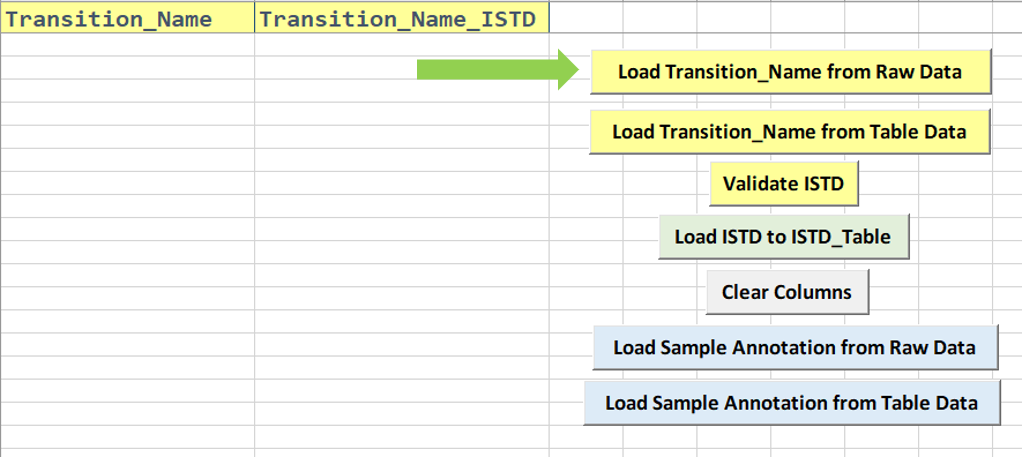 Transition_Name
Transition_Name_ISTD
Load Transition_Name from Raw Data
Load Transition_Name from Table Data
Validate ISTD
Load ISTD to ISTD_Table
Clear Columns
Load Sample Annotation from Raw Data
Load Sample Annotation from Table Data